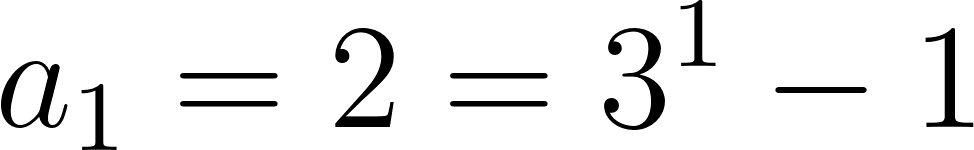 a₁ = 2 = 3¹ − 1